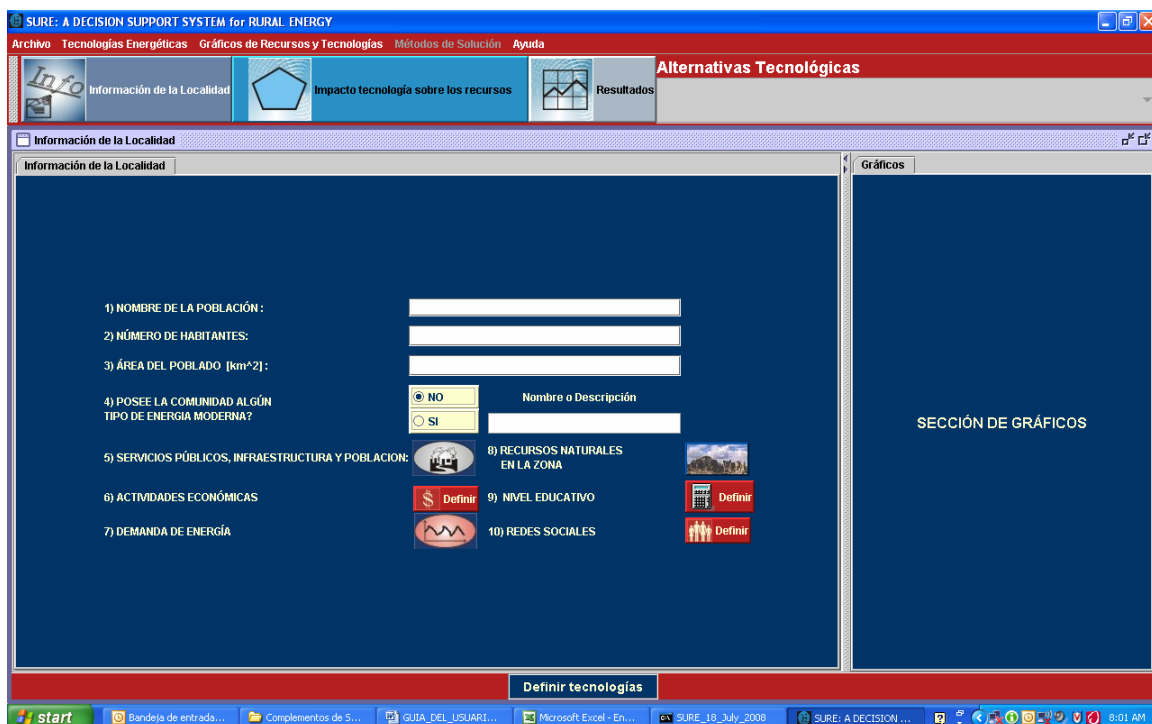 SURE: A DECISION SUPPORT SYSTEM for RURAL ENERGY
Archivo Tecnologías Energéticas Gráficos de Recursos y Tecnologías Métodos de Solución Ayuda
Info
Información de la Localidad
Impacto tecnología sobre los recursos
Resultados
Alternativas Tecnológicas
Información de la Localidad
Información de la Localidad
Gráficos
1) NOMBRE DE LA POBLACIÓN :
2) NÚMERO DE HABITANTES:
3) ÁREA DEL POBLADO [km^2] :
4) POSEE LA COMUNIDAD ALGÚN
TIPO DE ENERGIA MODERNA?
NO
SI
Nombre o Descripción
5) SERVICIOS PÚBLICOS, INFRAESTRUCTURA Y POBLACION:
8) RECURSOS NATURALES
EN LA ZONA
6) ACTIVIDADES ECONÓMICAS
$ Definir
9) NIVEL EDUCATIVO
Definir
7) DEMANDA DE ENERGÍA
10) REDES SOCIALES
Definir
SECCIÓN DE GRÁFICOS
Definir tecnologías
start
Bandeja de entrada...
Complementos de S...
GUIA_DEL_USUARI...
Microsoft Excel - En...
SURE_18_July_2008
SURE: A DECISION ...
8:01 AM